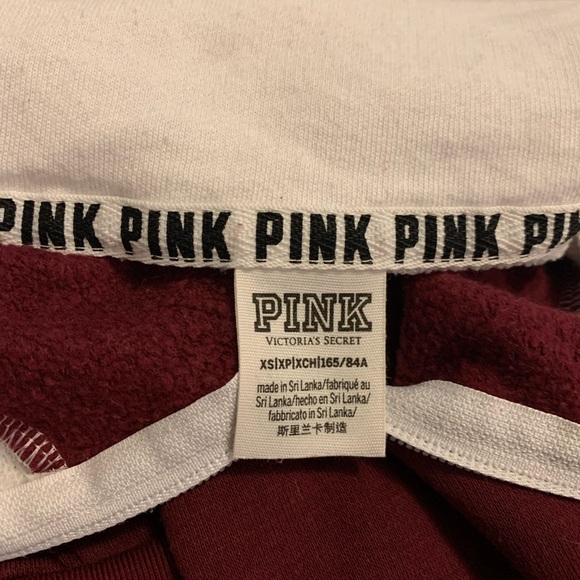 PINK PINK PINK PINK PIN
PINK
VICTORIA'S SECRET
XS|XP|XCH|165/84A
made in Sri Lanka/fabriqué au
Sri Lanka/hecho en Sri Lanka/
fabbricato in Sri Lanka/
斯里兰卡制造